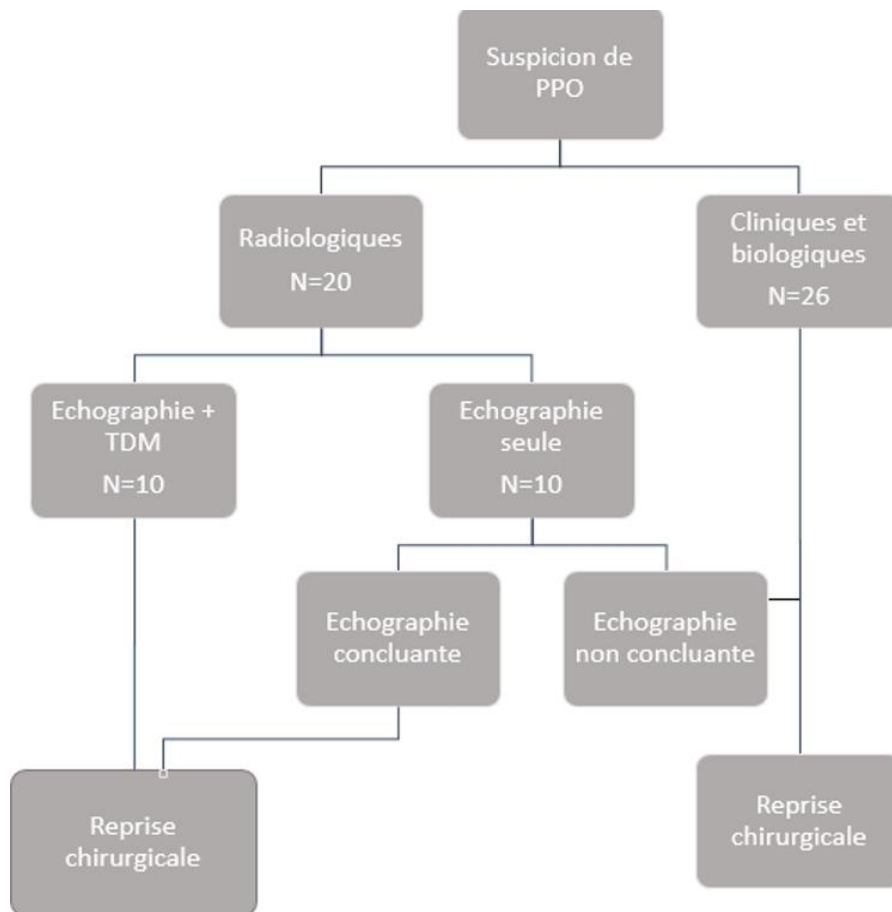 Suspicion de
PPO
Radiologiques
N=20
Cliniques et
biologiques
N=26
Echographie +
TDM
N=10
Echographie
seule
N=10
Echographie
concluante
Echographie
non concluante
Reprise
chirurgicale
Reprise
chirurgicale